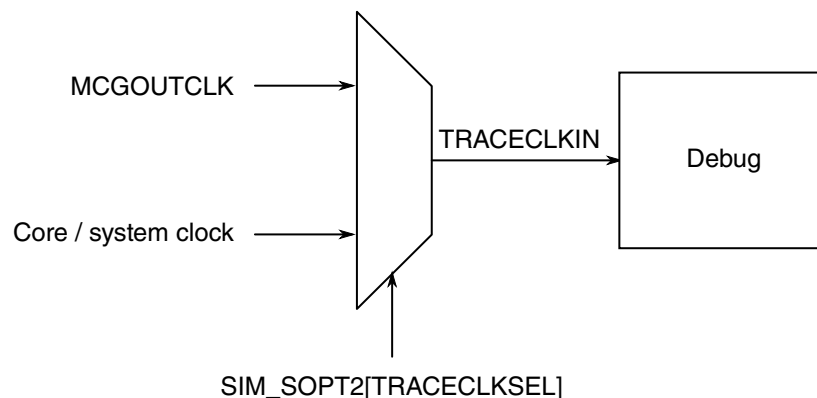 MCGOUTCLK
TRACECLKIN
Debug
Core / system clock
SIM_SOPT2[TRACECLKSEL]